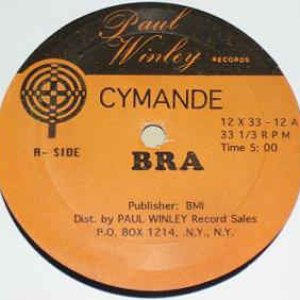 Paul
Winley
RECORDS
CYMANDE
12 X 33 - 12 A
33 1/3 R P M
Time 5: 00
A- SIDE
BRA
Publisher: BMI
Dist. by PAUL WINLEY Record Sales
P.O, BOX 1214, .N.Y., N.Y.